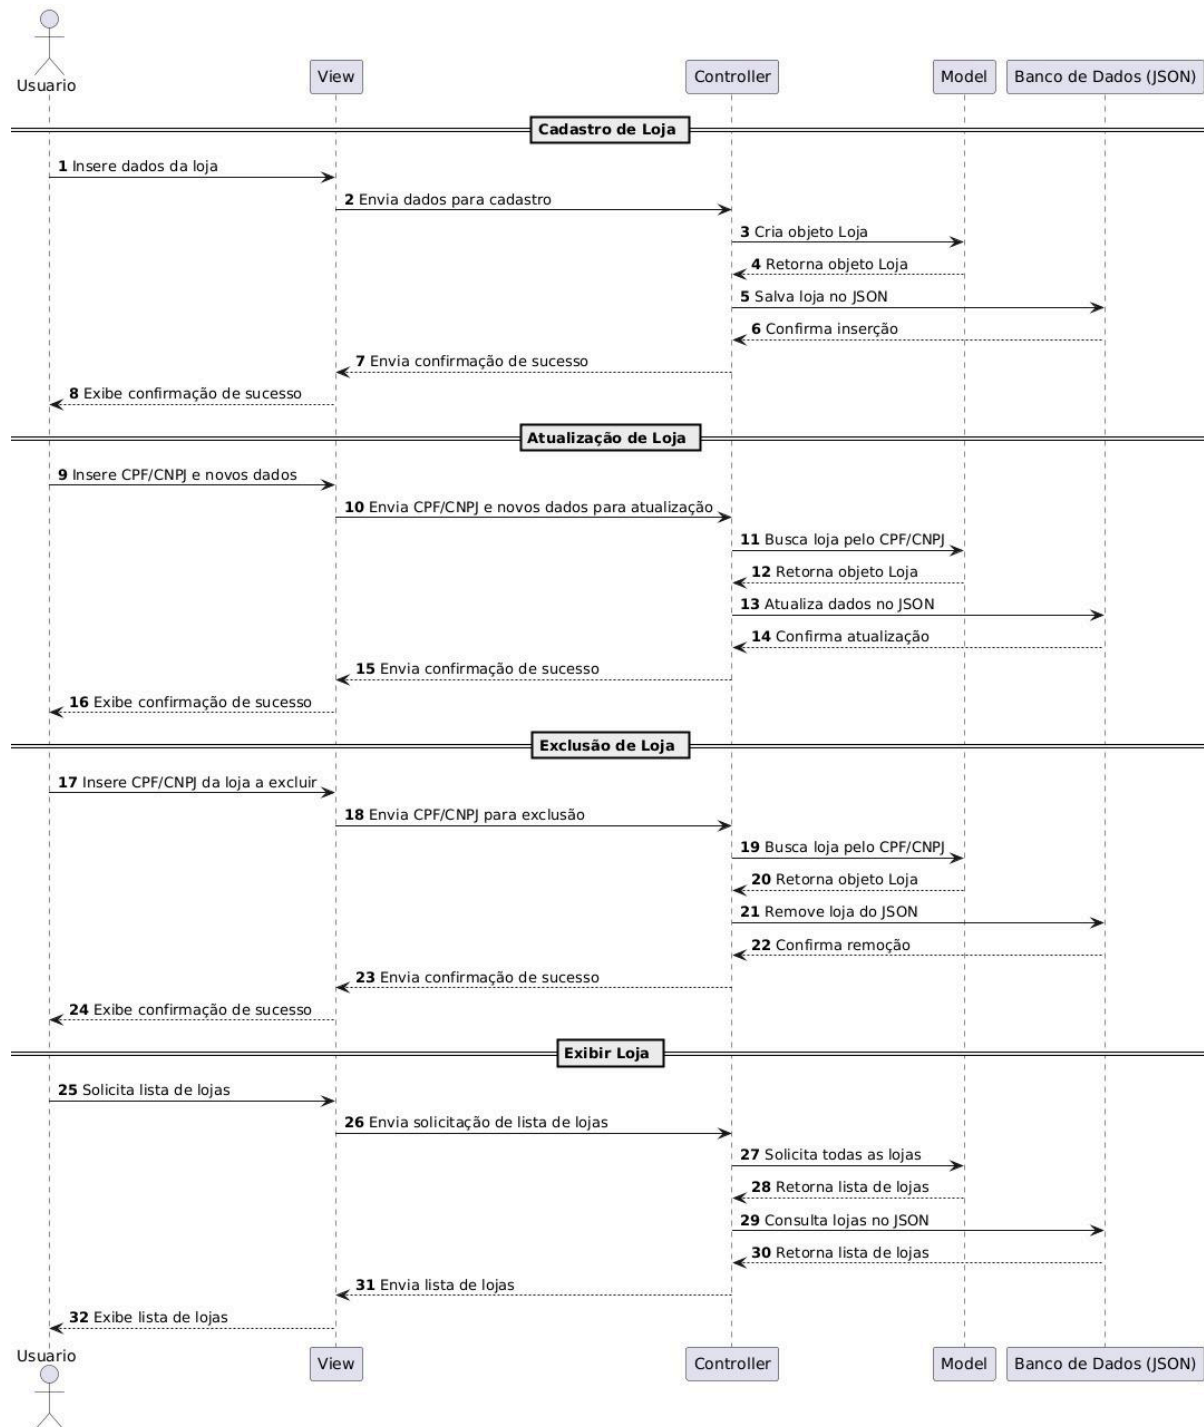 Usuario
View
Controller
Model
Banco de Dados (JSON)
Cadastro de Loja
1 Insere dados da loja
2 Envia dados para cadastro
3 Cria objeto Loja
4 Retorna objeto Loja
5 Salva loja no JSON
6 Confirma inserção
7 Envia confirmação de sucesso
8 Exibe confirmação de sucesso
Atualização de Loja
9 Insere CPF/CNPJ e novos dados
10 Envia CPF/CNPJ e novos dados para atualização
11 Busca loja pelo CPF/CNPJ
12 Retorna objeto Loja
13 Atualiza dados no JSON
14 Confirma atualização
15 Envia confirmação de sucesso
16 Exibe confirmação de sucesso
Exclusão de Loja
17 Insere CPF/CNPJ da loja a excluir
18 Envia CPF/CNPJ para exclusão
19 Busca loja pelo CPF/CNPJ
20 Retorna objeto Loja
21 Remove loja do JSON
22 Confirma remoção
23 Envia confirmação de sucesso
24 Exibe confirmação de sucesso
Exibir Loja
25 Solicita lista de lojas
26 Envia solicitação de lista de lojas
27 Solicita todas as lojas
28 Retorna lista de lojas
29 Consulta lojas no JSON
30 Retorna lista de lojas
31 Envia lista de lojas
32 Exibe lista de lojas
Usuario
View
Controller
Model
Banco de Dados (JSON)